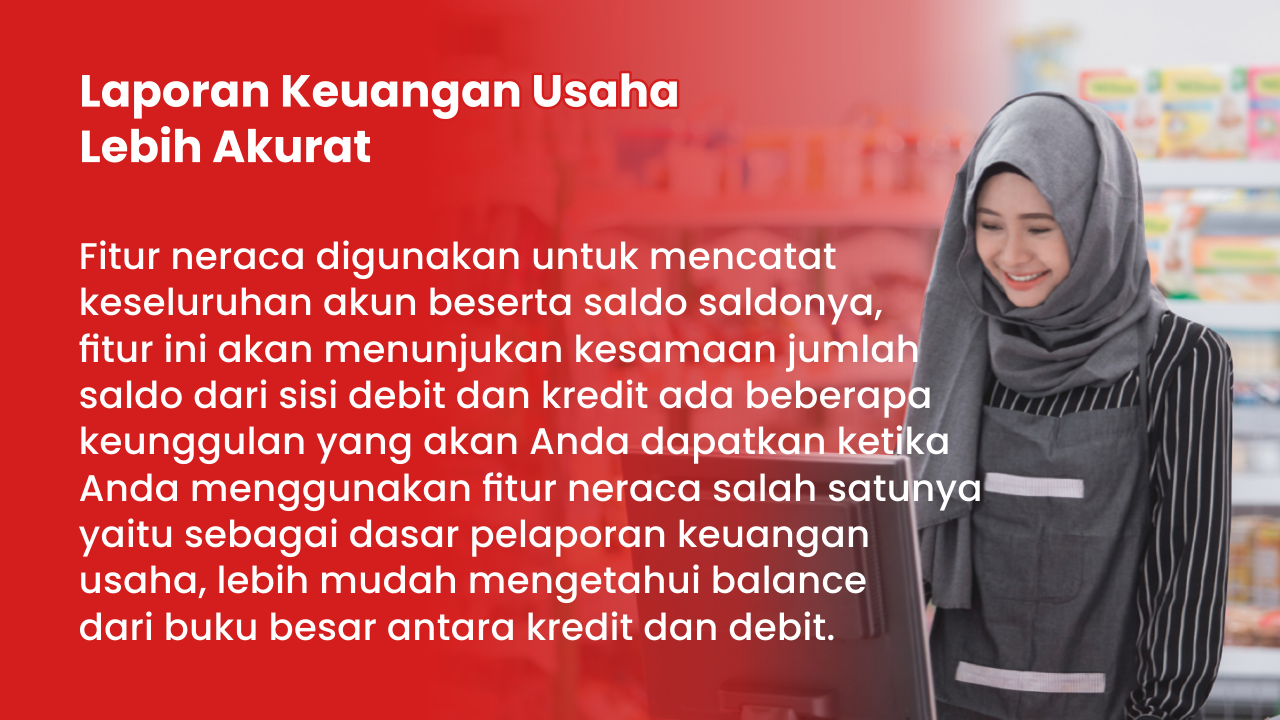 Laporan Keuangan Usaha
Lebih Akurat
Fitur neraca digunakan untuk mencatat
keseluruhan akun beserta saldo saldonya,
fitur ini akan menunjukan kesamaan jumlah
saldo dari sisi debit dan kredit ada beberapa
keunggulan yang akan Anda dapatkan ketika
Anda menggunakan fitur neraca salah satunya
yaitu sebagai dasar pelaporan keuangan
usaha, lebih mudah mengetahui balance
dari buku besar antara kredit dan debit.